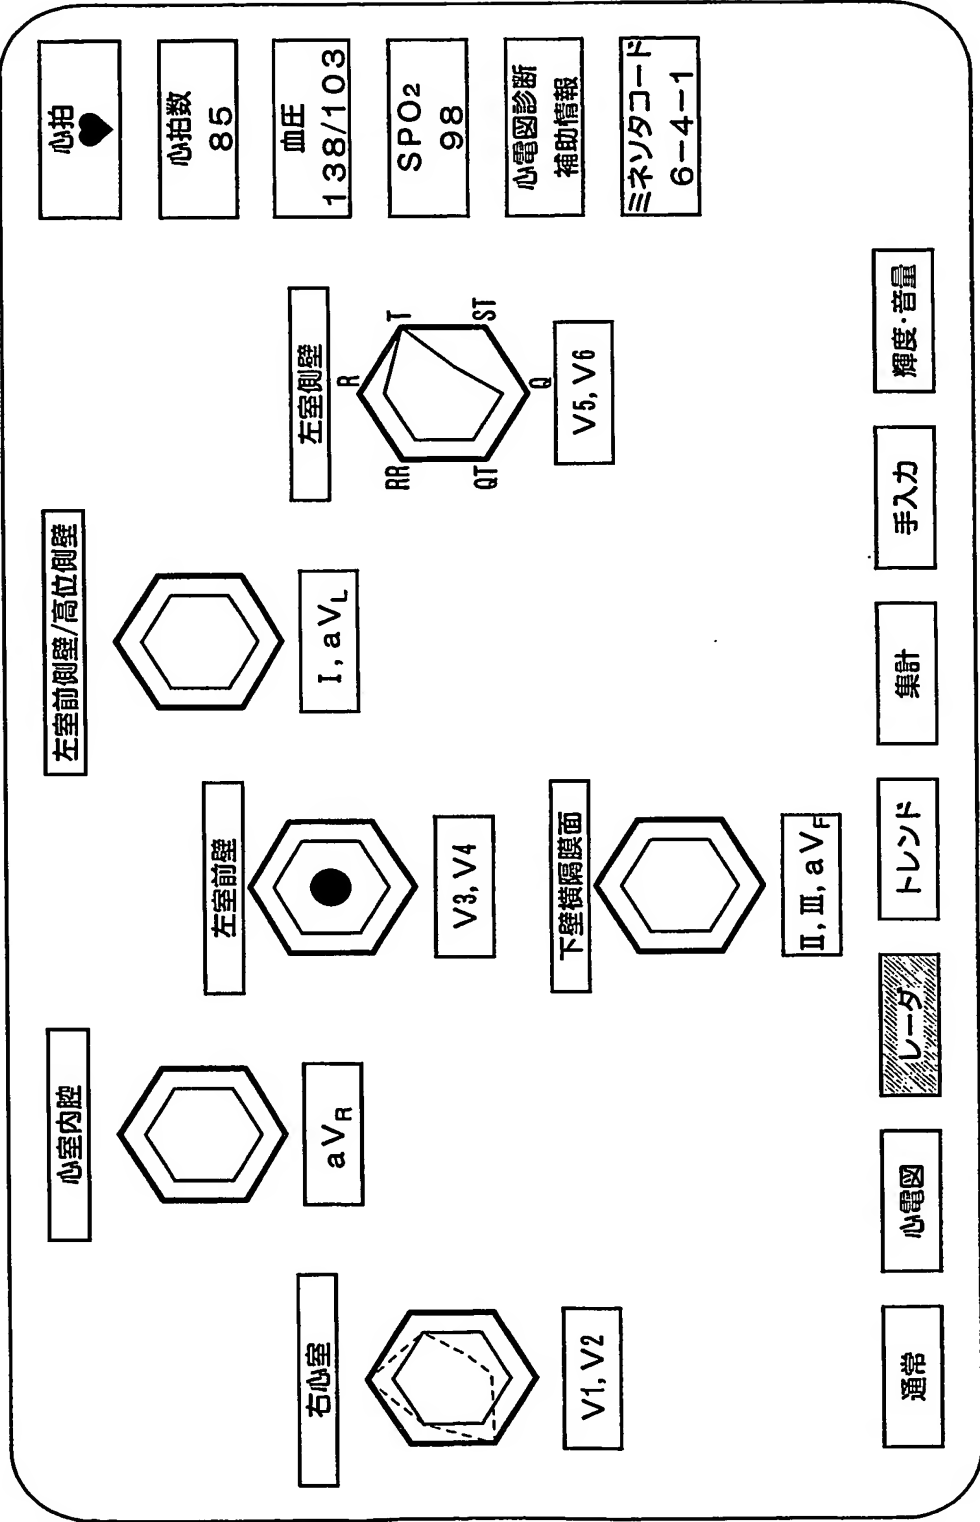 心拍
♥
心拍数
85
血圧
138/103
SPO₂
98
心電図診断
補助情報
ミネソタコード
6-4-1
右心室
V1, V2
心室内腔
aVR
左室前壁
V3, V4
下壁横隔膜面
Ⅱ, Ⅲ, aVF
左室前側壁/高位側壁
I, aVL
左室側壁
R
T
ST
Q
QT
RR
V5, V6
通常
心電図
レーダ
トレンド
集計
手入力
輝度・音量